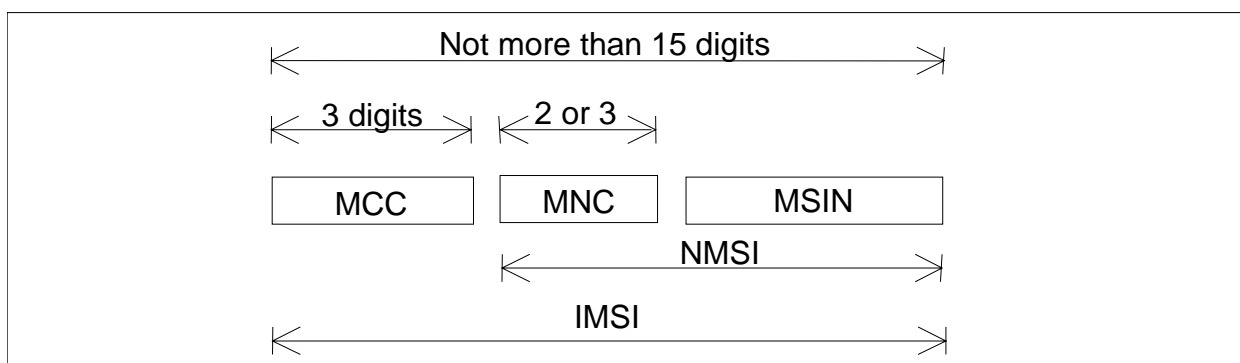 Not more than 15 digits
3 digits 2 or 3
MCC MNC MSIN
NMSI
IMSI